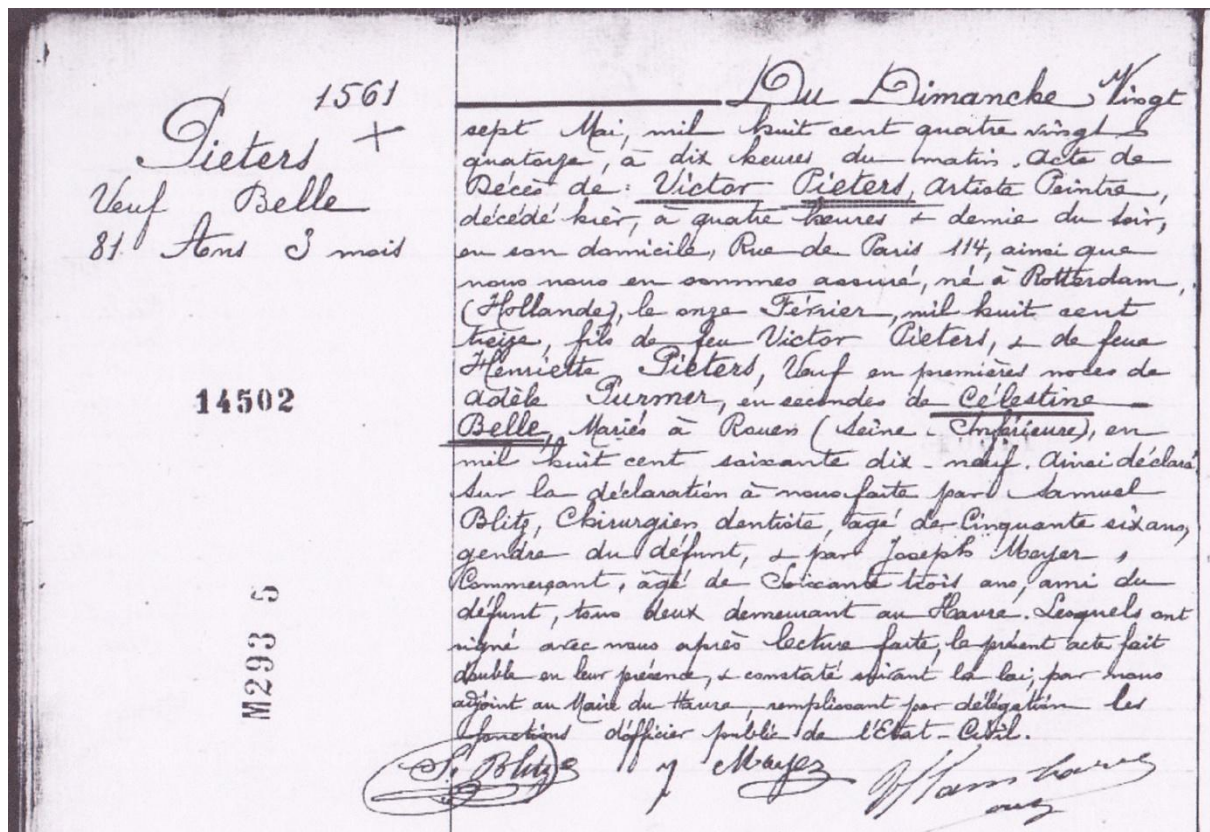 1561
Pieters
Veuf Belle
81 Ans 3 mois
14502
M293 5
Du Dimanche Vingt
sept Mai, mil huit cent quatre vingt
quatorze, à dix heures du matin. Acte de
Décès de : Victor Pieters, Artiste Peintre,
décédé hier, à quatre heures & demie du soir,
en son domicile, Rue de Paris 114, ainsi que
nous nous en sommes assuré, né à Rotterdam,
(Hollande), le onze Février, mil huit cent
treize, fils de feu Victor Pieters, & de feue
Henriette Pieters, Veuf en premières noces de
Adèle Purmer, en secondes de Célestine
Belle, Mariés à Rouen (Seine Inférieure), en
mil huit cent soixante dix-neuf. Ainsi déclaré
Sur la déclaration à nous faite par Samuel
Blitz, Chirurgien dentiste, âgé de Cinquante six ans,
gendre du défunt, & par Joseph Mayer,
Commerçant, âgé de Soixante trois ans, ami du
défunt, tous deux demeurant au Havre. Lesquels ont
signé avec nous après lecture faite, le présent acte fait
double en leur présence, & constaté suivant la loi, par nous
adjoint au Maire du Havre, remplissant par délégation les
fonctions d'officier public de l'Etat-Civil.
S. Blitz J Mayer